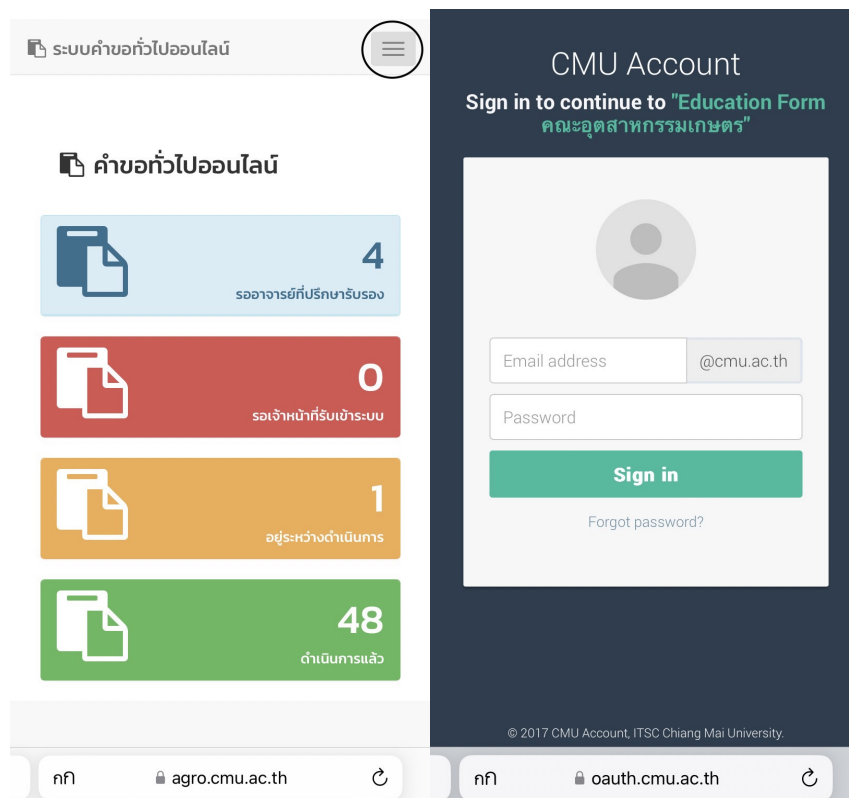 ระบบคำขอทั่วไปออนไลน์
คำขอทั่วไปออนไลน์
4
รออาจารย์ที่ปรึกษารับรอง
0
รอเจ้าหน้าที่รับเข้าระบบ
1
อยู่ระหว่างดำเนินการ
48
ดำเนินการแล้ว
กก agro.cmu.ac.th
CMU Account
Sign in to continue to "Education Form
คณะอุตสาหกรรมเกษตร"
Email address @cmu.ac.th
Password
Sign in
Forgot password?
© 2017 CMU Account, ITSC Chiang Mai University.
กก oauth.cmu.ac.th